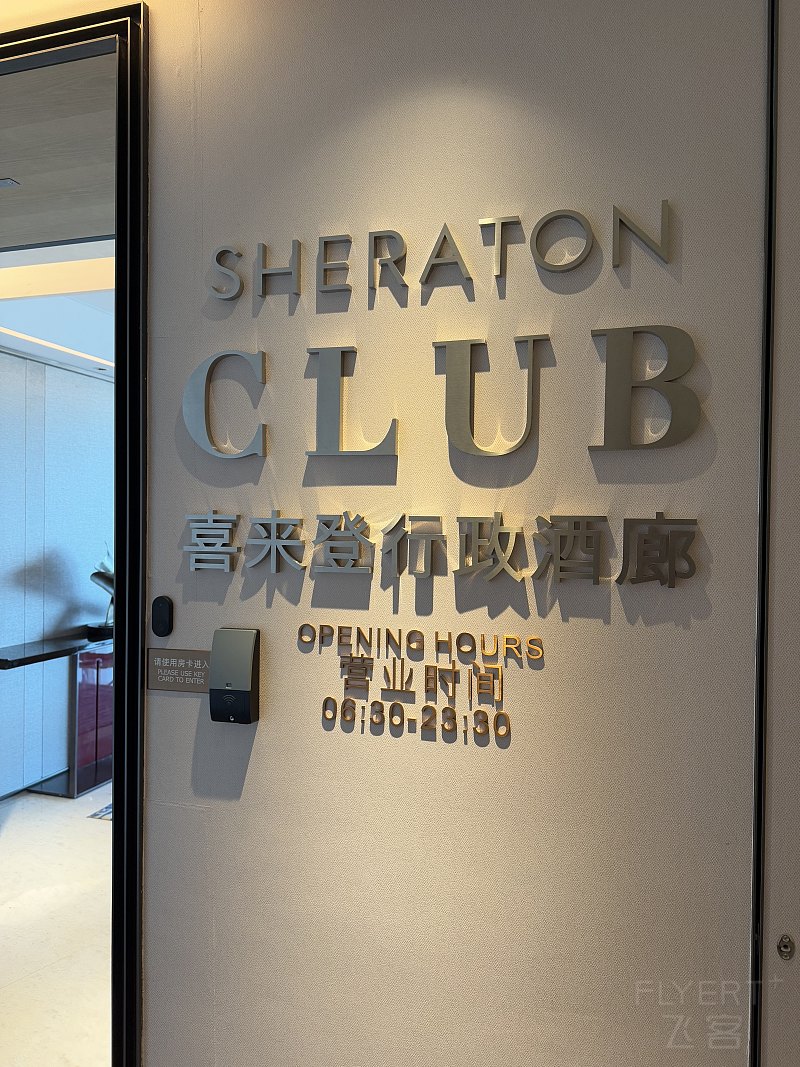 SHERATON
CLUB
喜来登行政酒廊
请使用房卡进入
PLEASE USE KEY
CARD TO ENTER
OPENING HOURS
营业时间
06:30-23:30
FLYERT+
飞客